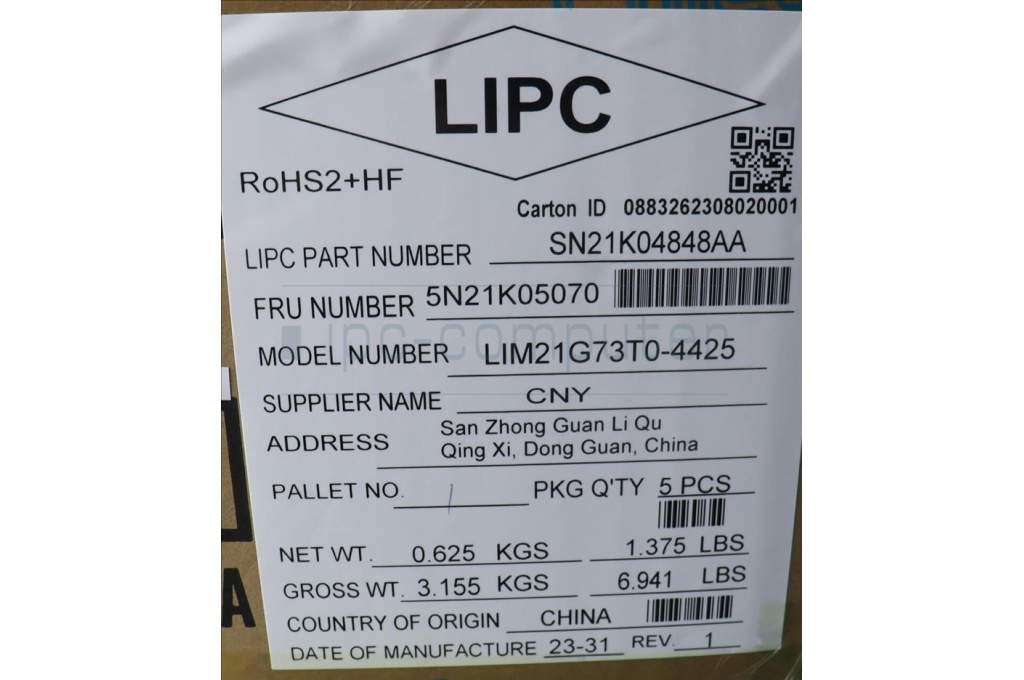 LIPC
RoHS2+HF
Carton ID 0883262308020001
LIPC PART NUMBER SN21K04848AA
FRU NUMBER 5N21K05070
ipc-computer
MODEL NUMBER LIM21G73T0-4425
SUPPLIER NAME CNY
ADDRESS San Zhong Guan Li Qu
Qing Xi, Dong Guan, China
PALLET NO. / PKG Q'TY 5 PCS
NET WT. 0.625 KGS 1.375 LBS
GROSS WT. 3.155 KGS 6.941 LBS
COUNTRY OF ORIGIN CHINA
DATE OF MANUFACTURE 23-31 REV. 1
A